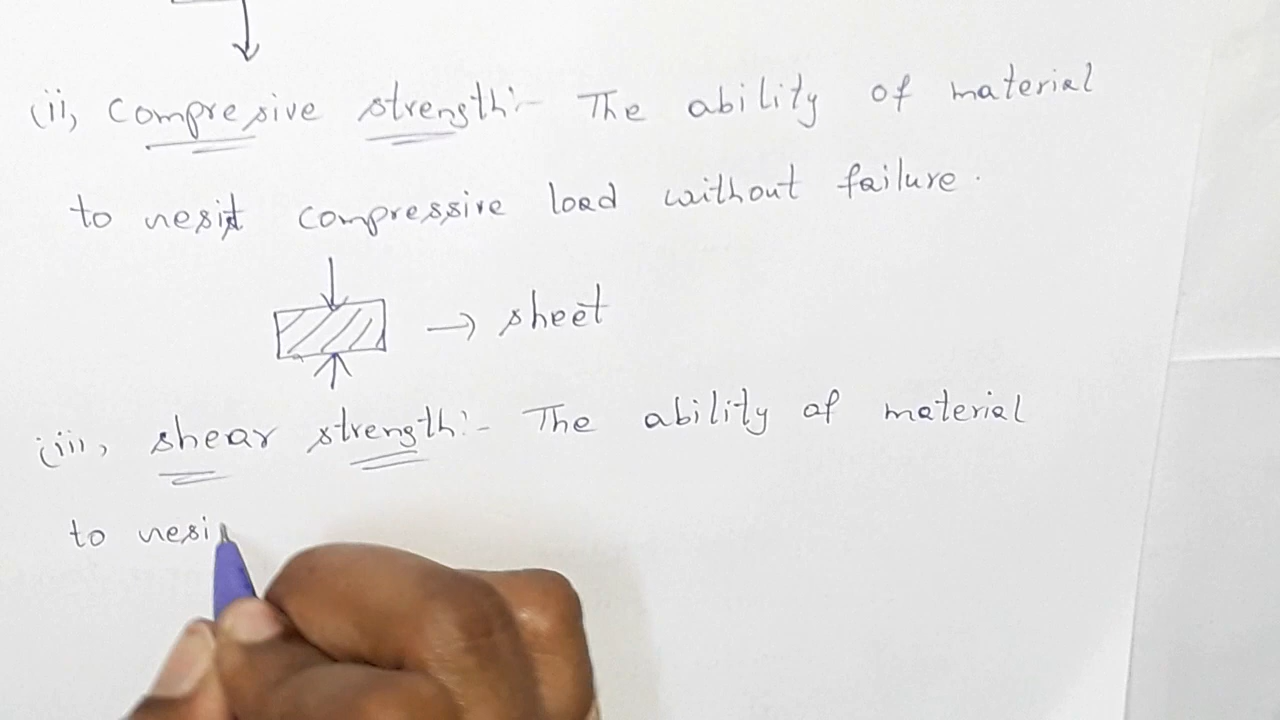 (ii) Compresive strength:- The ability of material
to resist compressive load without failure.
→ sheet
(iii) shear strength:- The ability of material
to resi